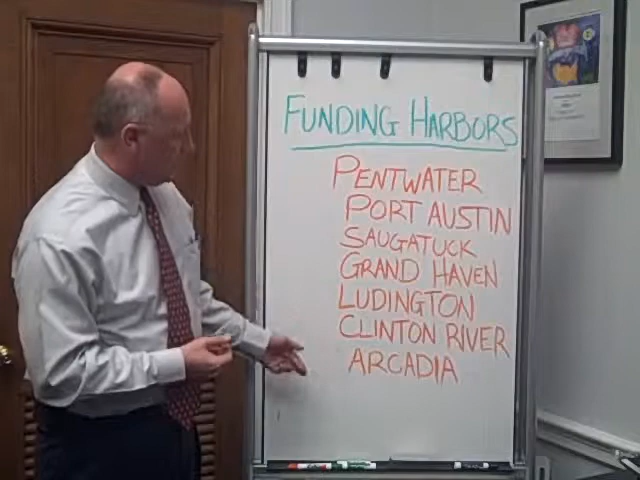 FUNDING HARBORS
PENTWATER
PORT AUSTIN
SAUGATUCK
GRAND HAVEN
LUDINGTON
CLINTON RIVER
ARCADIA